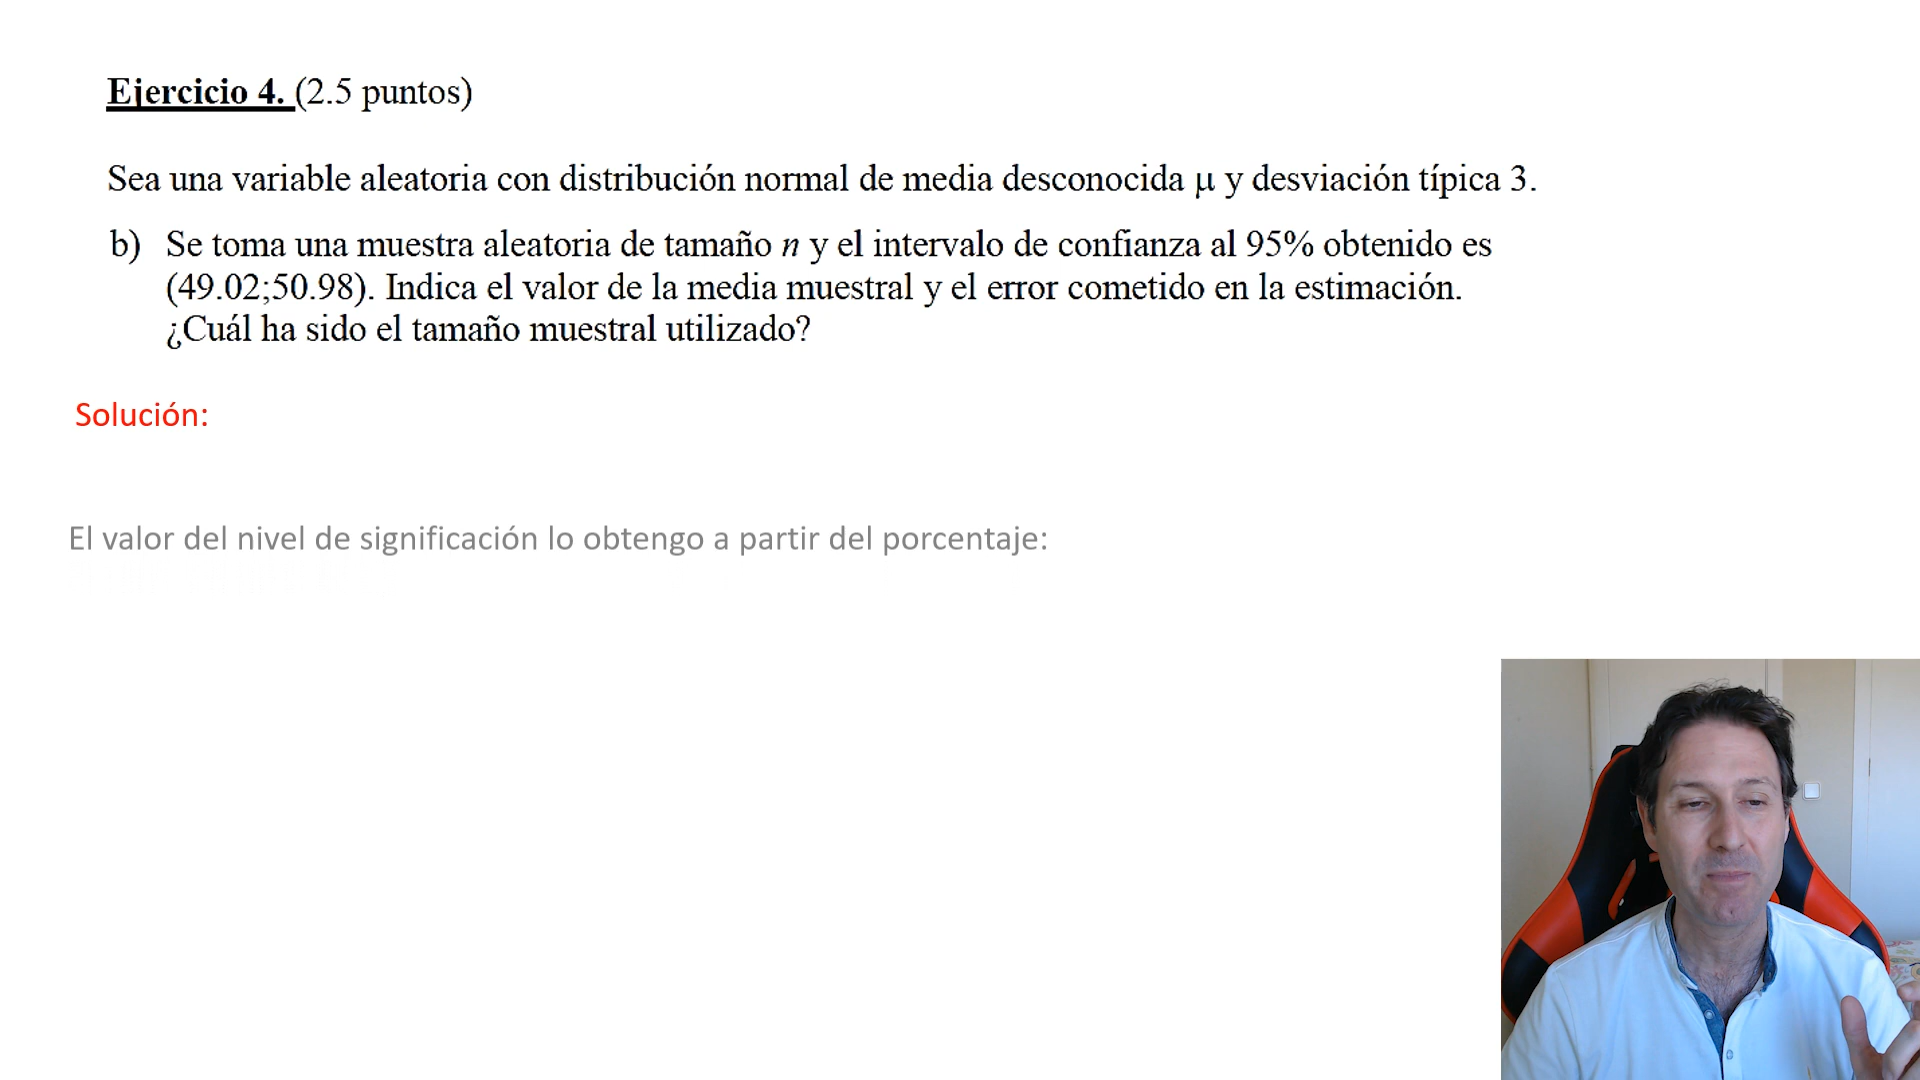 Ejercicio 4. (2.5 puntos)
Sea una variable aleatoria con distribución normal de media desconocida μ y desviación típica 3.
b) Se toma una muestra aleatoria de tamaño n y el intervalo de confianza al 95% obtenido es
(49.02;50.98). Indica el valor de la media muestral y el error cometido en la estimación.
¿Cuál ha sido el tamaño muestral utilizado?
Solución:
El valor del nivel de significación lo obtengo a partir del porcentaje: